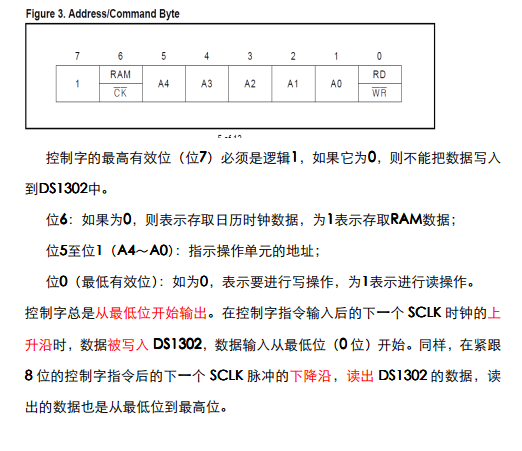 Figure 3. Address/Command Byte
7 6 5 4 3 2 1 0
1 RAM A4 A3 A2 A1 A0 RD
CK WR
控制字的最高有效位（位7）必须是逻辑1，如果它为0，则不能把数据写入
到DS1302中。
位6：如果为0，则表示存取日历时钟数据，为1表示存取RAM数据；
位5至位1（A4～A0）：指示操作单元的地址；
位0（最低有效位）：如为0，表示要进行写操作，为1表示进行读操作。
控制字总是从最低位开始输出。在控制字指令输入后的下一个 SCLK 时钟的上
升沿时，数据被写入 DS1302，数据输入从最低位（0 位）开始。同样，在紧跟
8 位的控制字指令后的下一个 SCLK 脉冲的下降沿，读出 DS1302 的数据，读
出的数据也是从最低位到最高位。